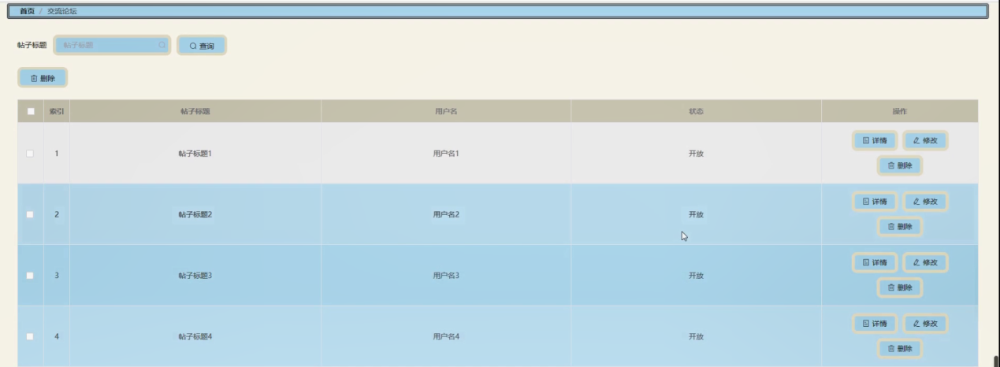 首页 / 交流论坛
帖子标题 帖子标题 查询
删除
索引 帖子标题 用户名 状态 操作
1 帖子标题1 用户名1 开放 详情 修改
删除
2 帖子标题2 用户名2 开放 详情 修改
删除
3 帖子标题3 用户名3 开放 详情 修改
删除
4 帖子标题4 用户名4 开放 详情 修改
删除